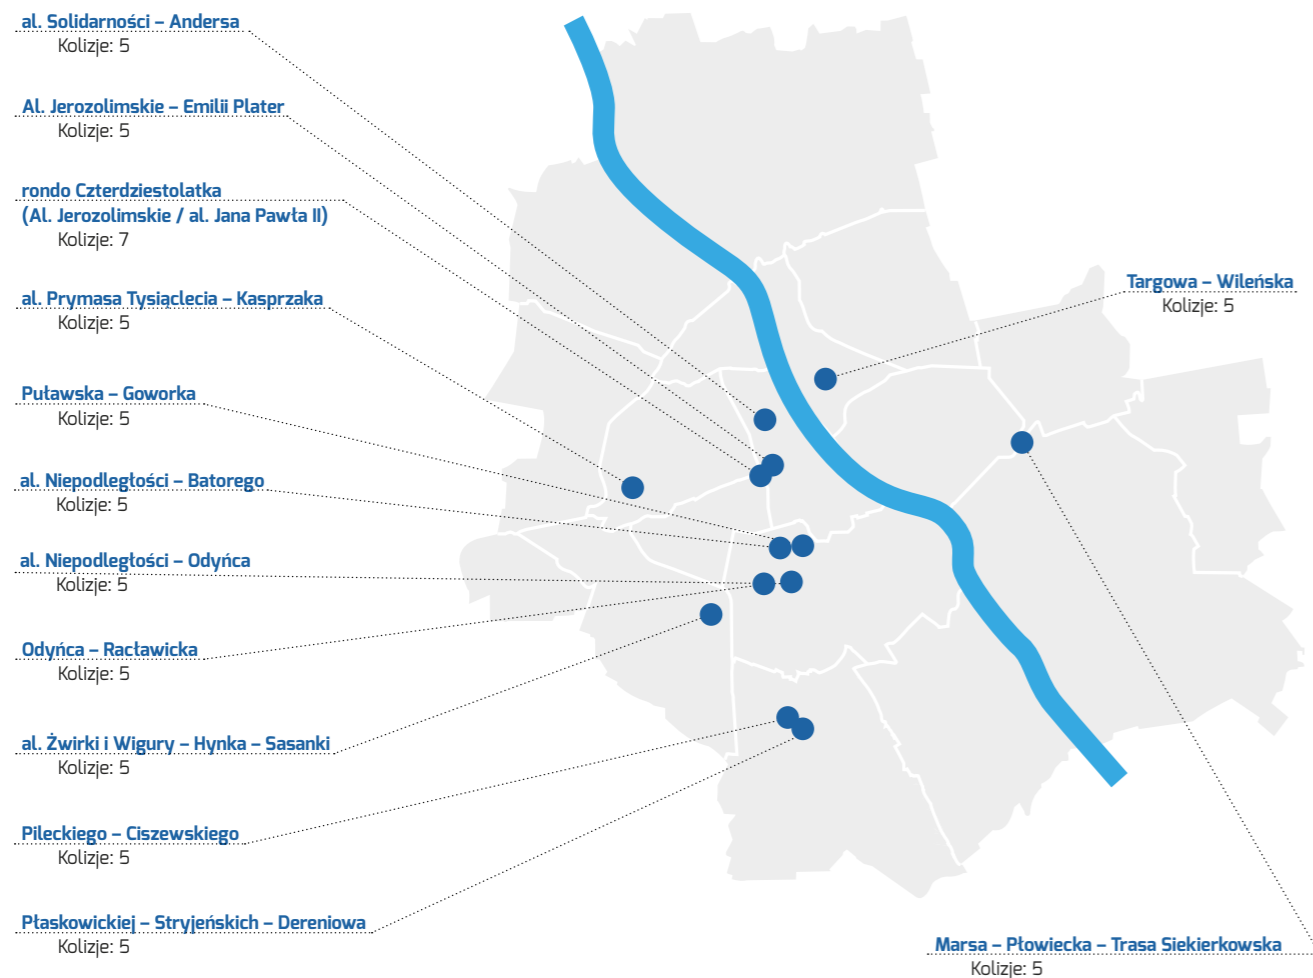 al. Solidarności – Andersa
Kolizje: 5
Al. Jerozolimskie – Emilii Plater
Kolizje: 5
rondo Czterdziestolatka
(Al. Jerozolimskie / al. Jana Pawła II)
Kolizje: 7
al. Prymasa Tysiąclecia – Kasprzaka
Kolizje: 5
Puławska – Goworka
Kolizje: 5
al. Niepodległości – Batorego
Kolizje: 5
al. Niepodległości – Odyńca
Kolizje: 5
Odyńca – Racławicka
Kolizje: 5
al. Żwirki i Wigury – Hynka – Sasanki
Kolizje: 5
Pileckiego – Ciszewskiego
Kolizje: 5
Płaskowickiej – Stryjeńskich – Dereniowa
Kolizje: 5
Targowa – Wileńska
Kolizje: 5
Marsa – Płowiecka – Trasa Siekierkowska
Kolizje: 5